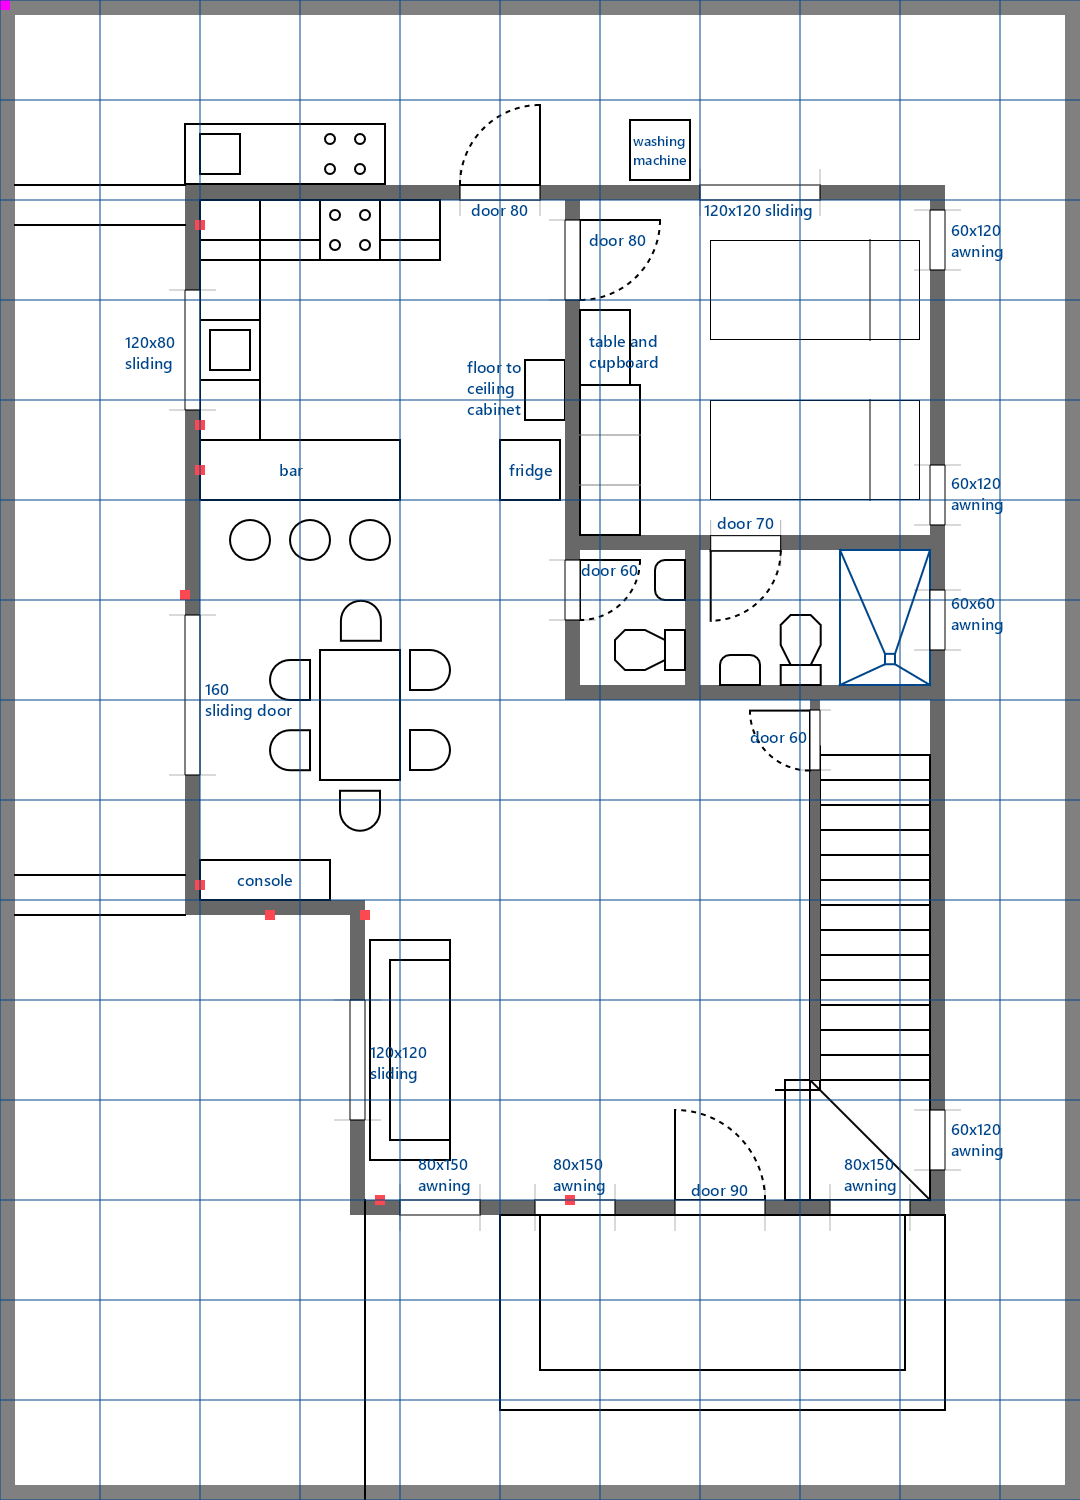 washing
machine
door 80
120x120 sliding
door 80
60x120
awning
120x80
sliding
table and
cupboard
floor to
ceiling
cabinet
bar
fridge
60x120
awning
door 70
door 60
60x60
awning
160
sliding door
door 60
console
120x120
sliding
60x120
awning
80x150
awning
80x150
awning
door 90
80x150
awning